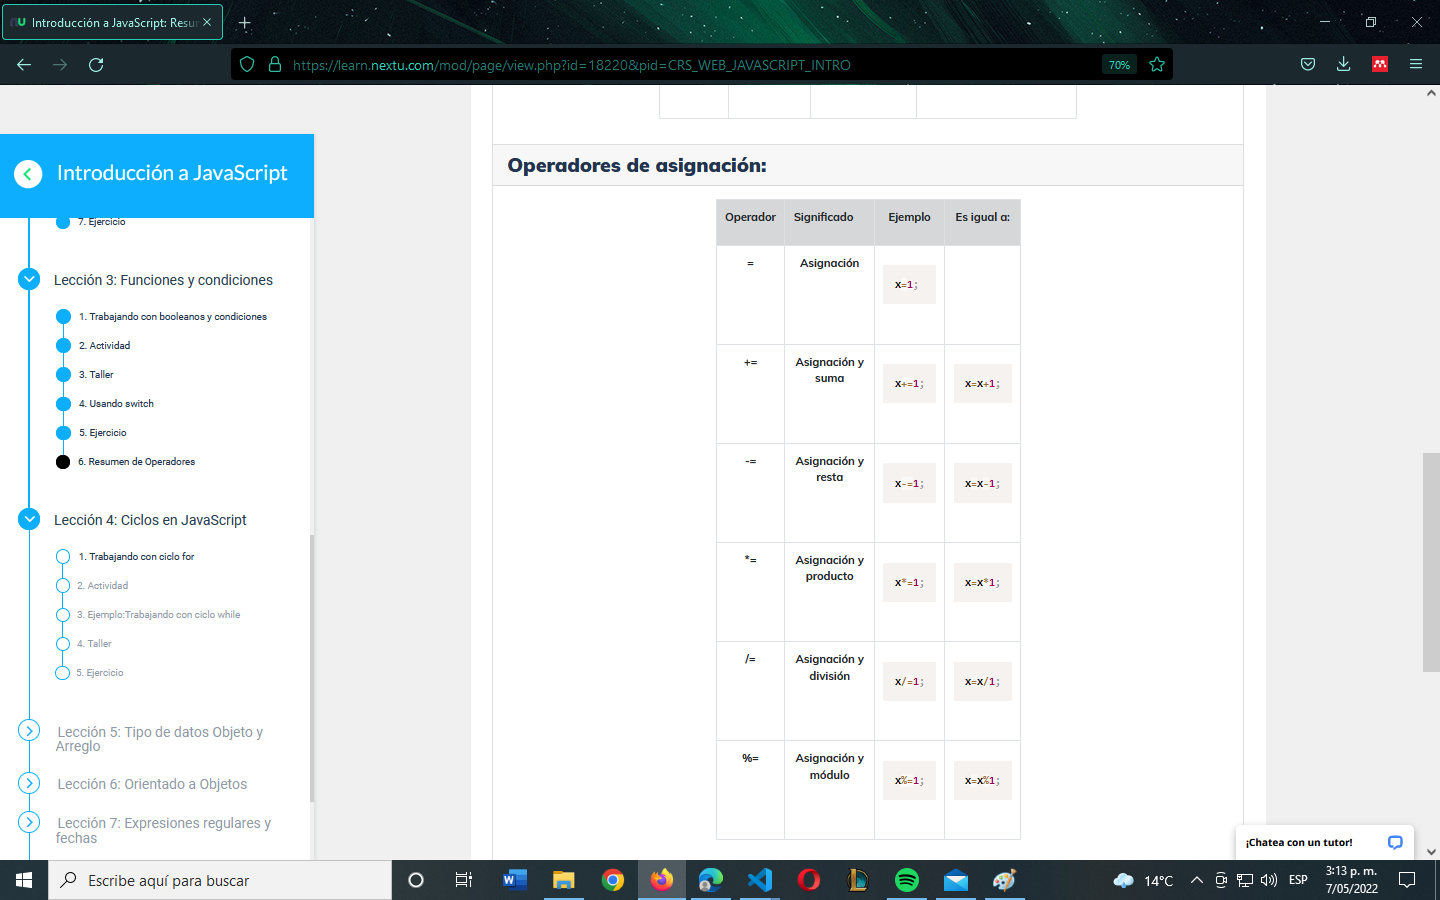 Introducción a JavaScript: Resur
https://learn.nextu.com/mod/page/view.php?id=18220&pid=CRS_WEB_JAVASCRIPT_INTRO
70%
Introducción a JavaScript
7. Ejercicio
Lección 3: Funciones y condiciones
1. Trabajando con booleanos y condiciones
2. Actividad
3. Taller
4. Usando switch
5. Ejercicio
6. Resumen de Operadores
Lección 4: Ciclos en JavaScript
1. Trabajando con ciclo for
2. Actividad
3. Ejemplo:Trabajando con ciclo while
4. Taller
5. Ejercicio
Lección 5: Tipo de datos Objeto y
Arreglo
Lección 6: Orientado a Objetos
Lección 7: Expresiones regulares y
fechas
Operadores de asignación:
Operador Significado Ejemplo Es igual a:
= Asignación
x=1;
+= Asignación y
suma
x+=1; x=x+1;
-= Asignación y
resta
x-=1; x=x-1;
*= Asignación y
producto
x*=1; x=x*1;
/= Asignación y
división
x/=1; x=x/1;
%= Asignación y
módulo
x%=1; x=x%1;
¡Chatea con un tutor!
Escribe aquí para buscar
14°C
ESP
3:13 p. m.
7/05/2022